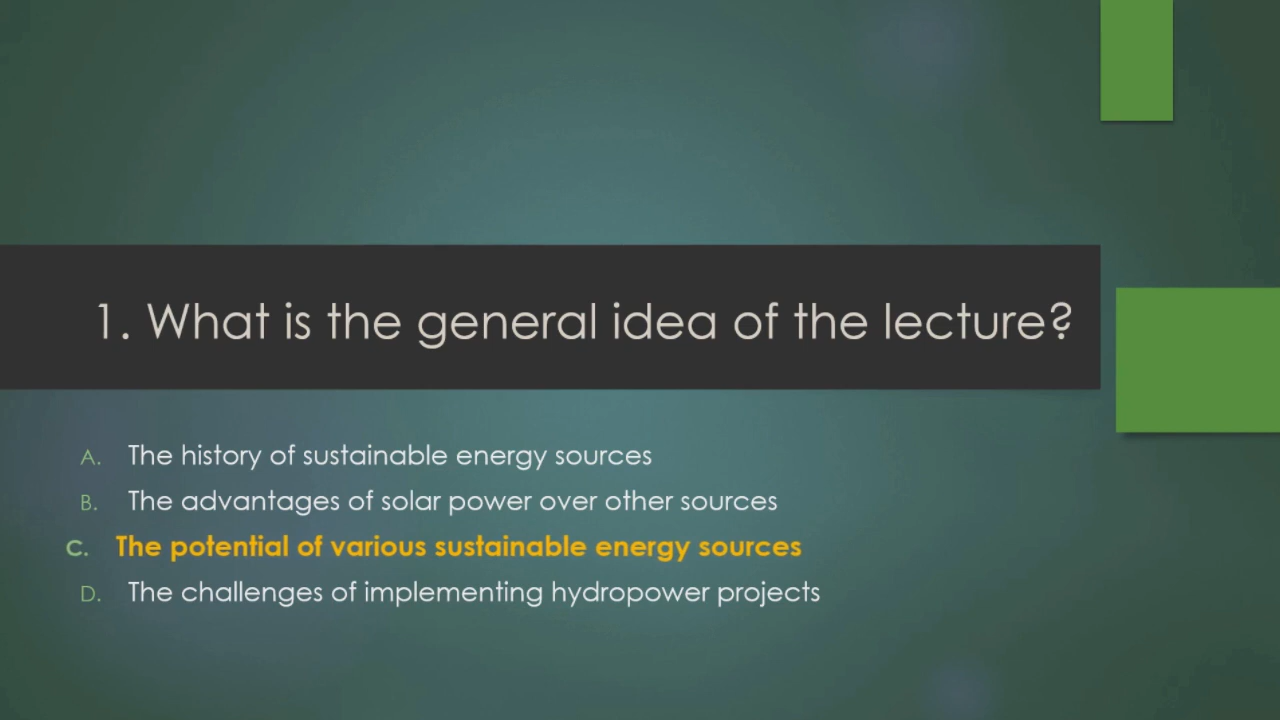 1. What is the general idea of the lecture?
A. The history of sustainable energy sources
B. The advantages of solar power over other sources
C. The potential of various sustainable energy sources
D. The challenges of implementing hydropower projects